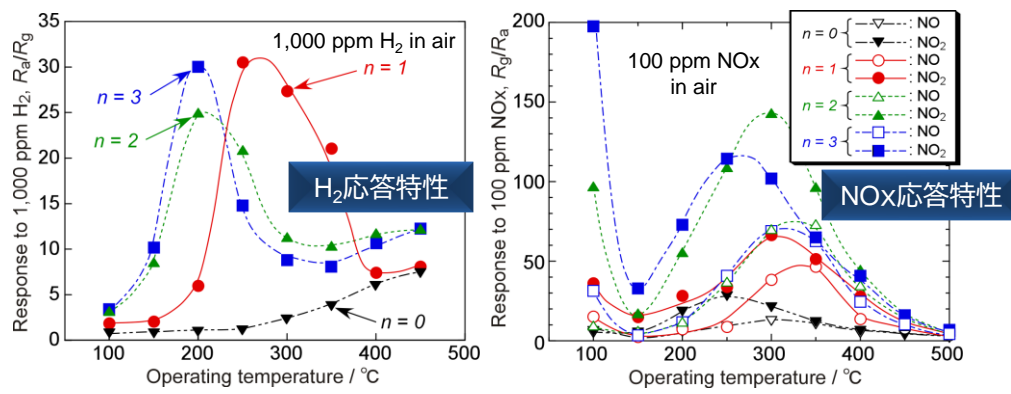 1,000 ppm H2 in air
n = 1
n = 3
n = 2
n = 0
H2応答特性
Response to 1,000 ppm H2, Ra/Rg
35
30
25
20
15
10
5
0
100 200 300 400 500
Operating temperature / ℃
100 ppm NOx
in air
n = 0 : NO
: NO2
n = 1 : NO
: NO2
n = 2 : NO
: NO2
n = 3 : NO
: NO2
NOx応答特性
Response to 100 ppm NOx, Rg/Ra
200
150
100
50
0
100 200 300 400 500
Operating temperature / ℃